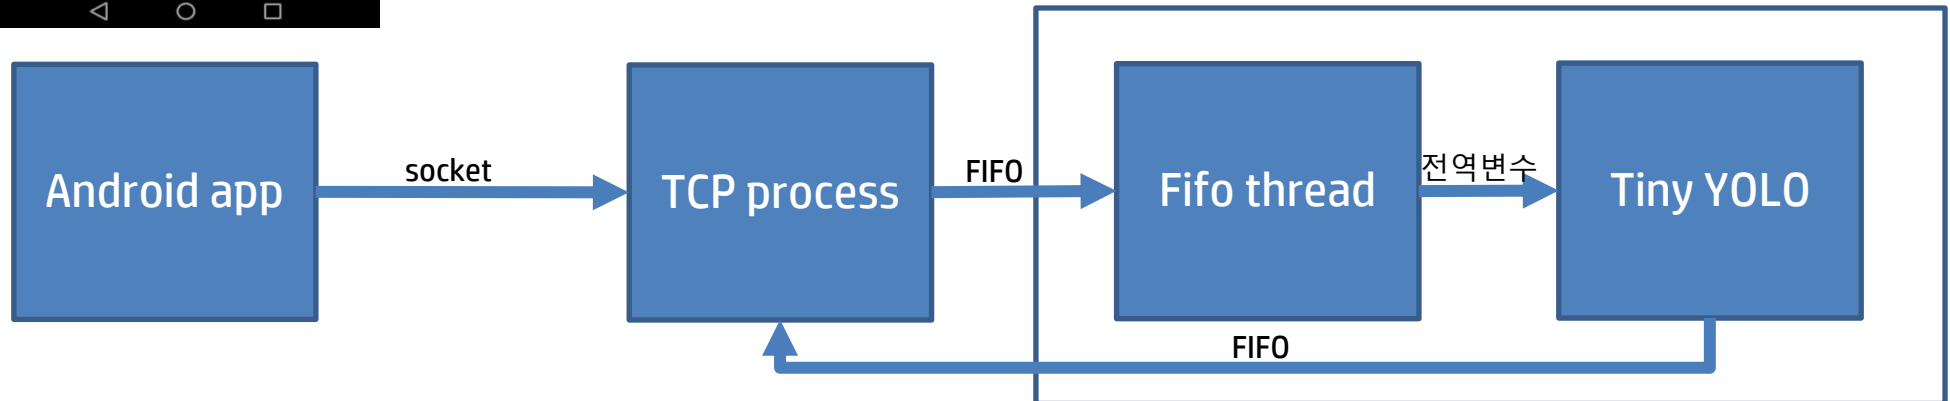 Android app
socket
TCP process
FIFO
Fifo thread
전역변수
Tiny YOLO
FIFO